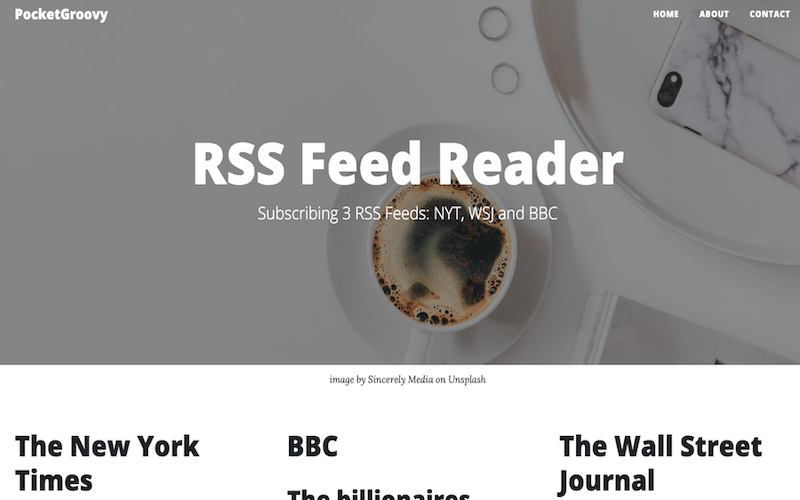 PocketGroovy
HOME ABOUT CONTACT
RSS Feed Reader
Subscribing 3 RSS Feeds: NYT, WSJ and BBC
image by Sincerely Media on Unsplash
The New York
Times
BBC
The billionaires
The Wall Street
Journal